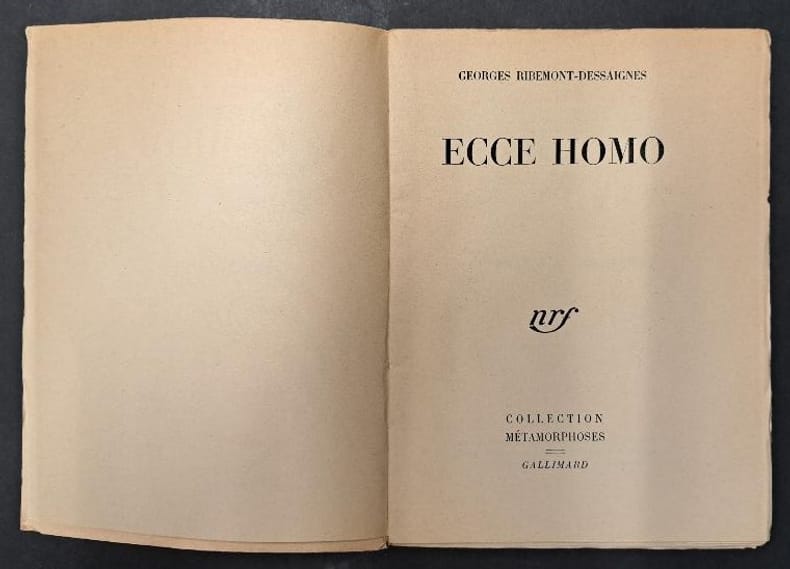 GEORGES RIBEMONT-DESSAIGNES
ECCE HOMO
nrf
COLLECTION
MÉTAMORPHOSES
GALLIMARD